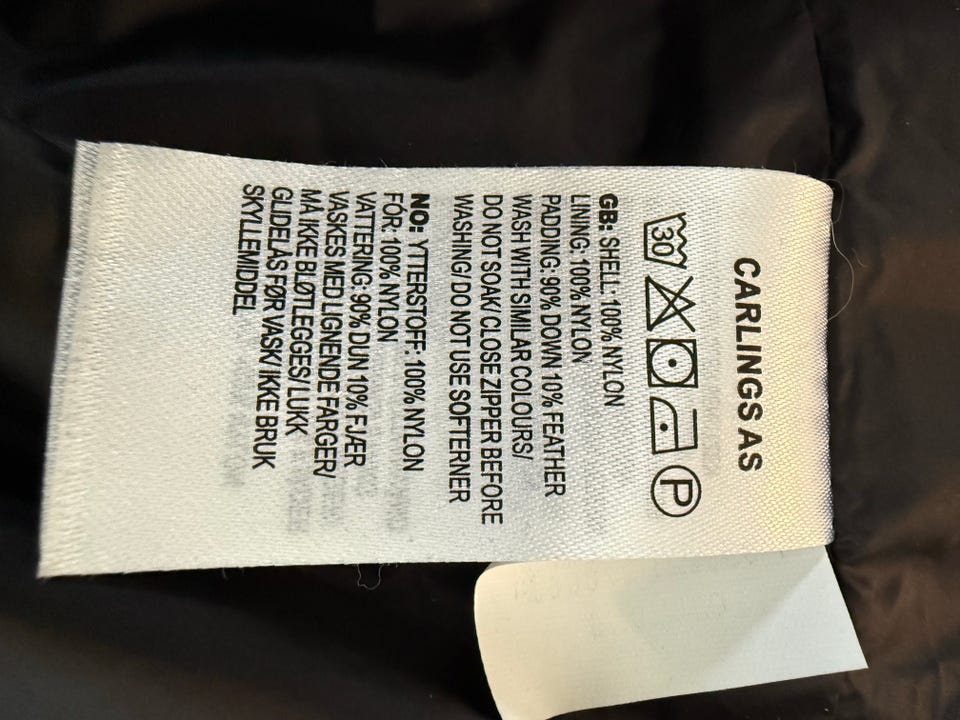 CARLINGS AS
30 P
GB: SHELL: 100% NYLON
LINING: 100% NYLON
PADDING: 90% DOWN 10% FEATHER
WASH WITH SIMILAR COLOURS/
DO NOT SOAK/ CLOSE ZIPPER BEFORE
WASHING/ DO NOT USE SOFTERNER
NO: YTTERSTOFF: 100% NYLON
FÔR: 100% NYLON
VATTERING: 90% DUN 10% FJÆR
VASKES MED LIGNENDE FARGER/
MÅ IKKE BLØTLEGGES/ LUKK
GLIDELÅS FØR VASK/ IKKE BRUK
SKYLLEMIDDEL